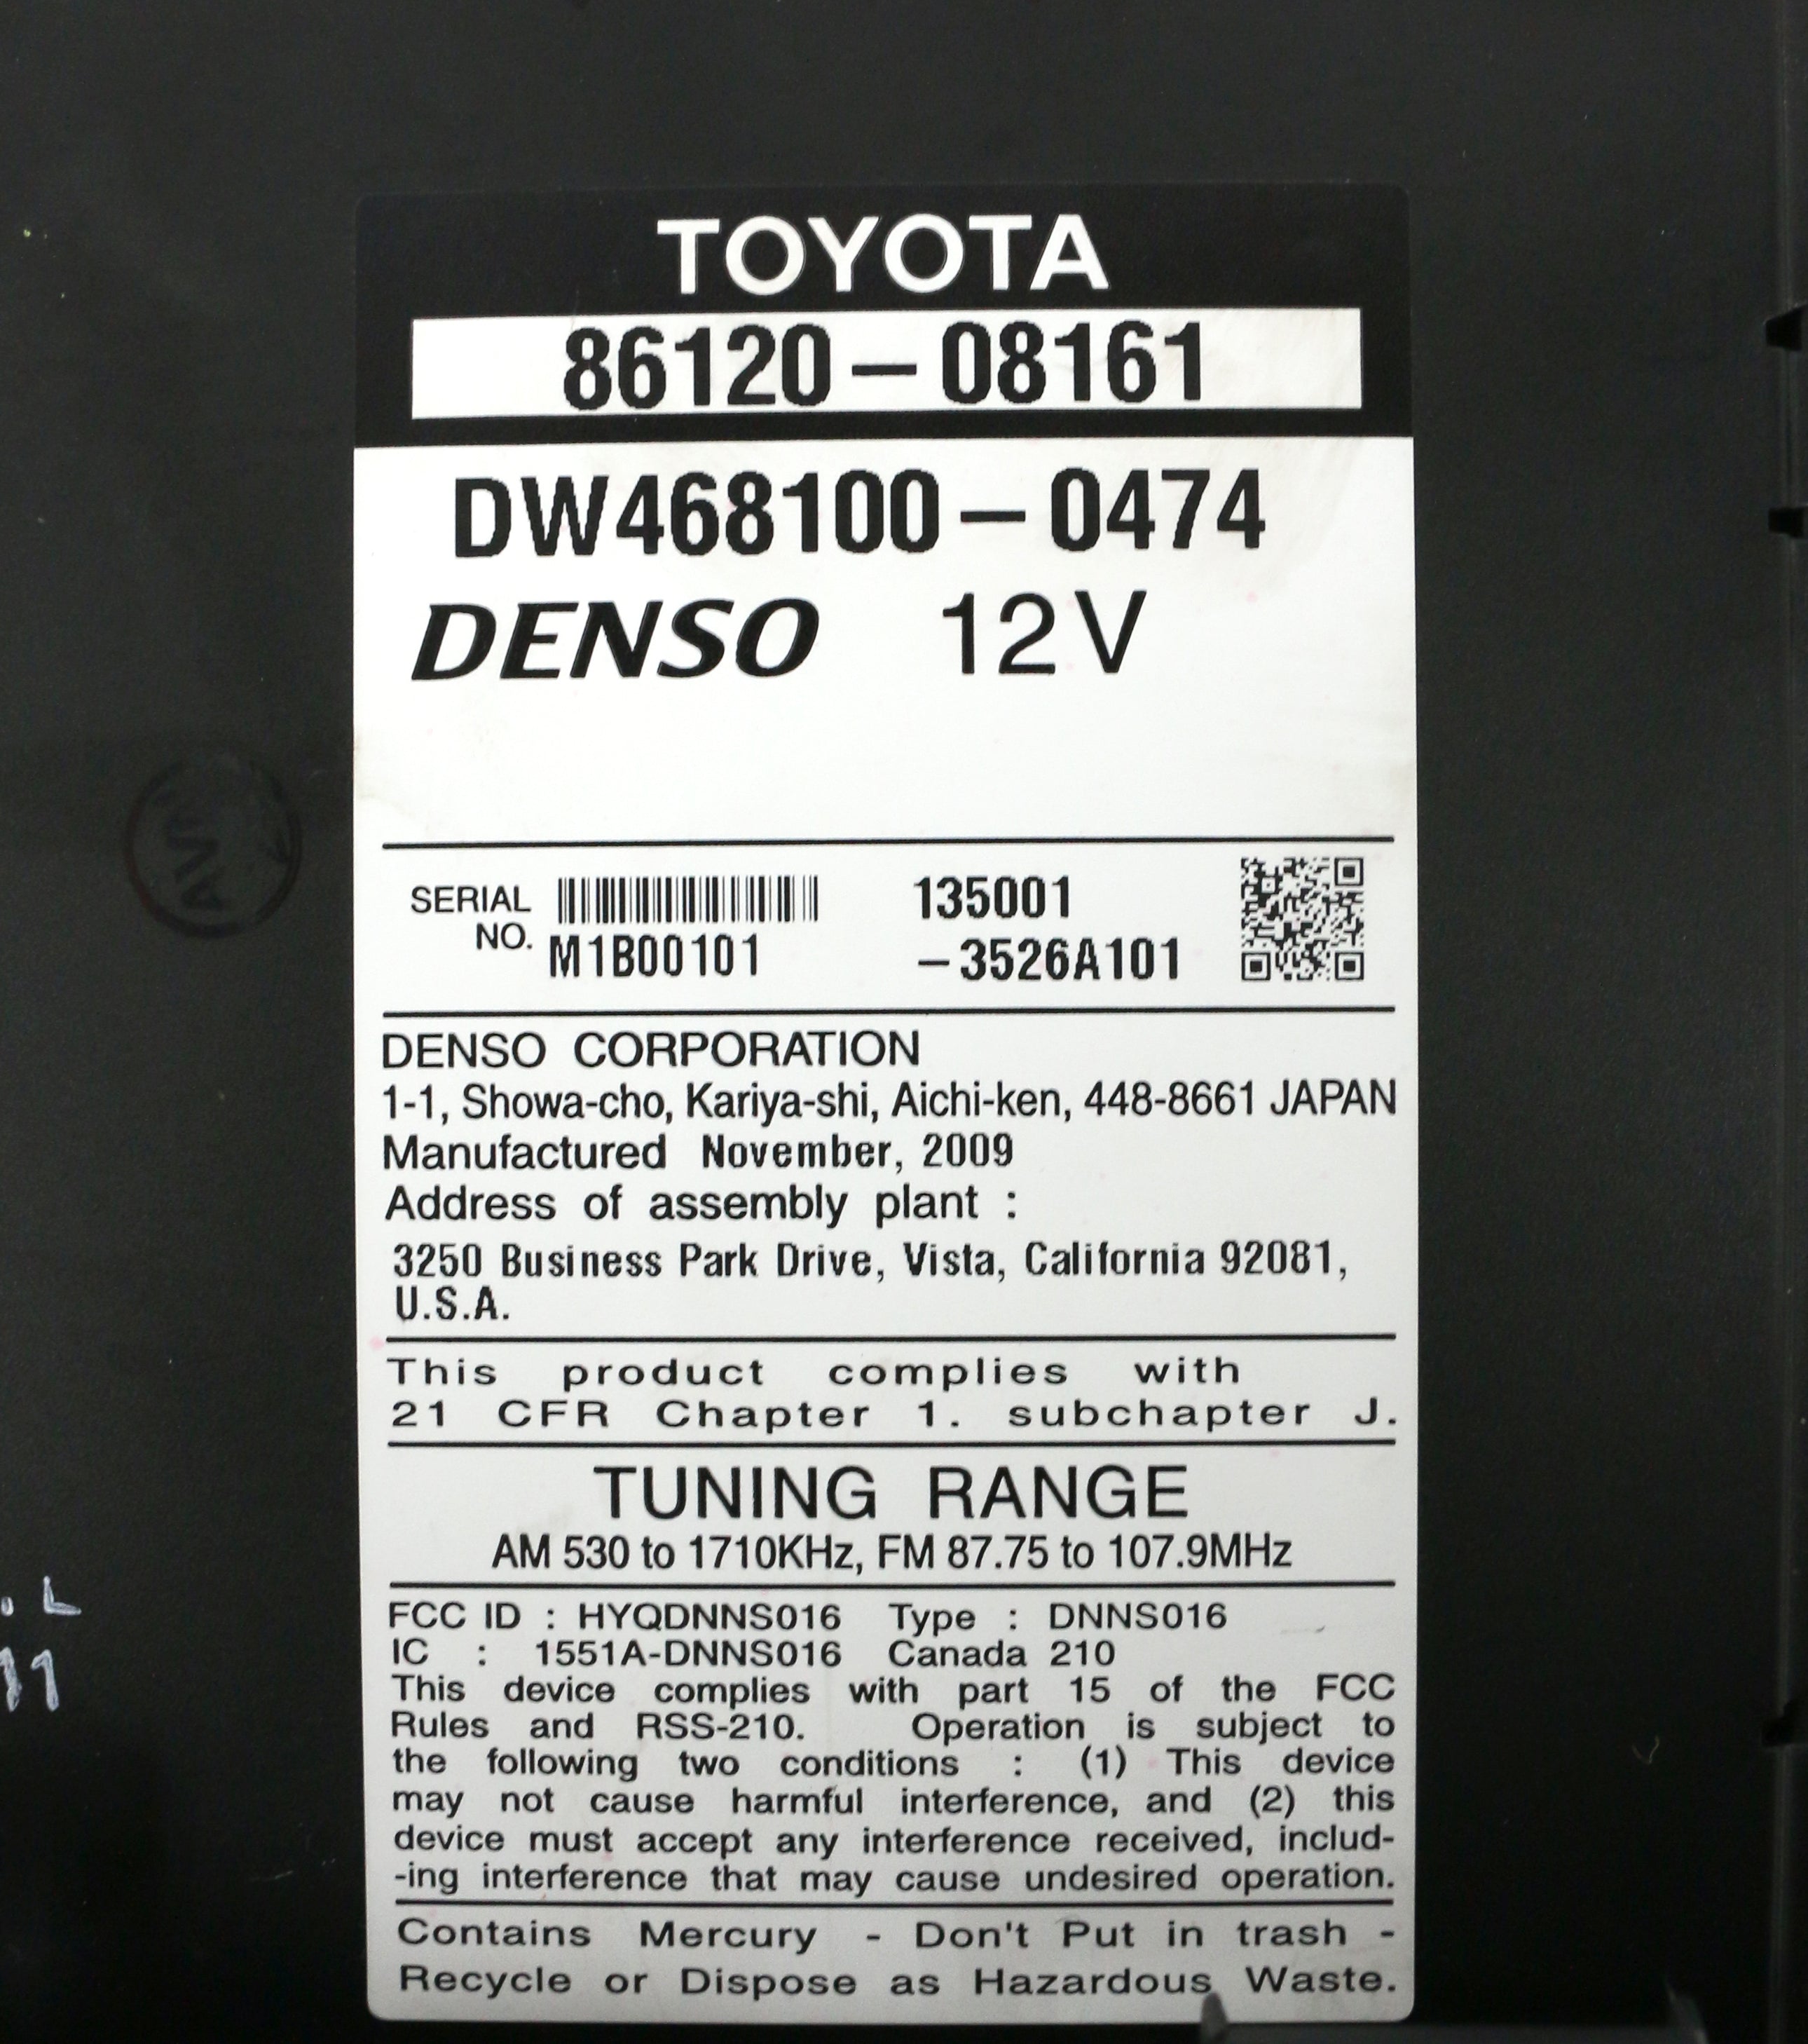 TOYOTA
86120-08161
DW468100-0474
DENSO 12V
SERIAL NO. M1B00101
135001
-3526A101
DENSO CORPORATION
1-1, Showa-cho, Kariya-shi, Aichi-ken, 448-8661 JAPAN
Manufactured November, 2009
Address of assembly plant :
3250 Business Park Drive, Vista, California 92081,
U.S.A.
This product complies with
21 CFR Chapter 1. subchapter J.
TUNING RANGE
AM 530 to 1710KHz, FM 87.75 to 107.9MHz
FCC ID : HYQDNNS016 Type : DNNS016
IC : 1551A-DNNS016 Canada 210
This device complies with part 15 of the FCC
Rules and RSS-210. Operation is subject to
the following two conditions : (1) This device
may not cause harmful interference, and (2) this
device must accept any interference received, includ-
-ing interference that may cause undesired operation.
Contains Mercury - Don't Put in trash -
Recycle or Dispose as Hazardous Waste.